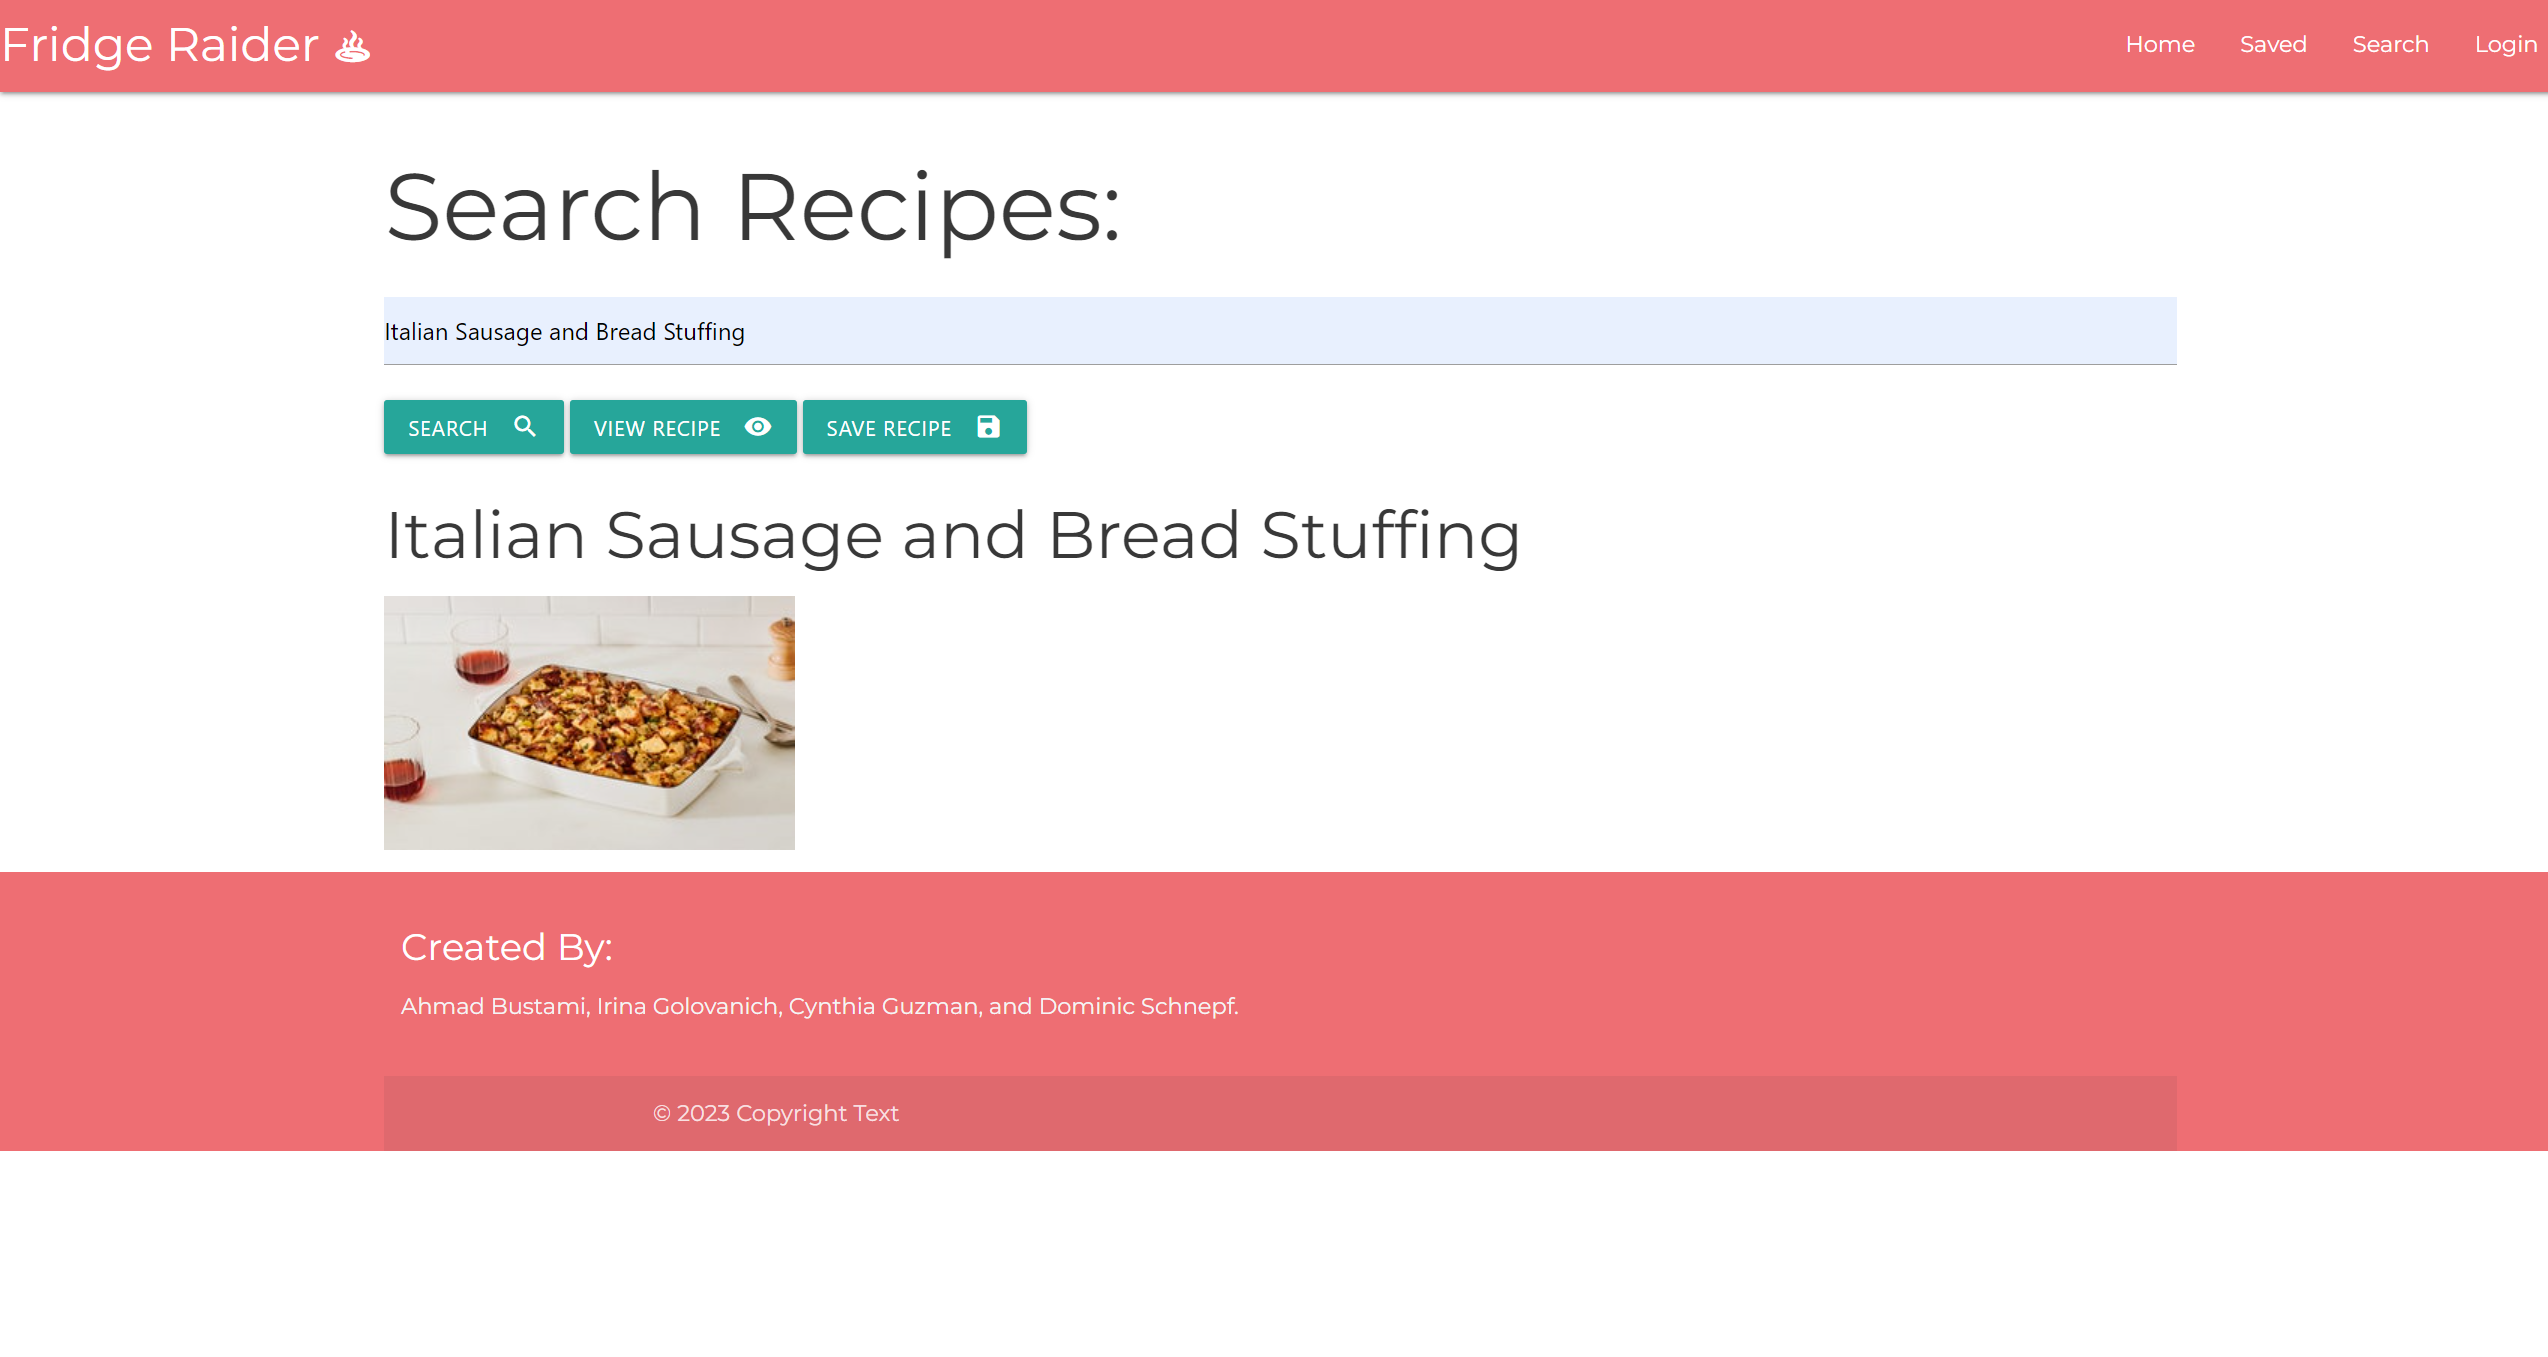 Fridge Raider
Home Saved Search Login
Search Recipes:
Italian Sausage and Bread Stuffing
SEARCH VIEW RECIPE SAVE RECIPE
Italian Sausage and Bread Stuffing
Created By:
Ahmad Bustami, Irina Golovanich, Cynthia Guzman, and Dominic Schnepf.
© 2023 Copyright Text